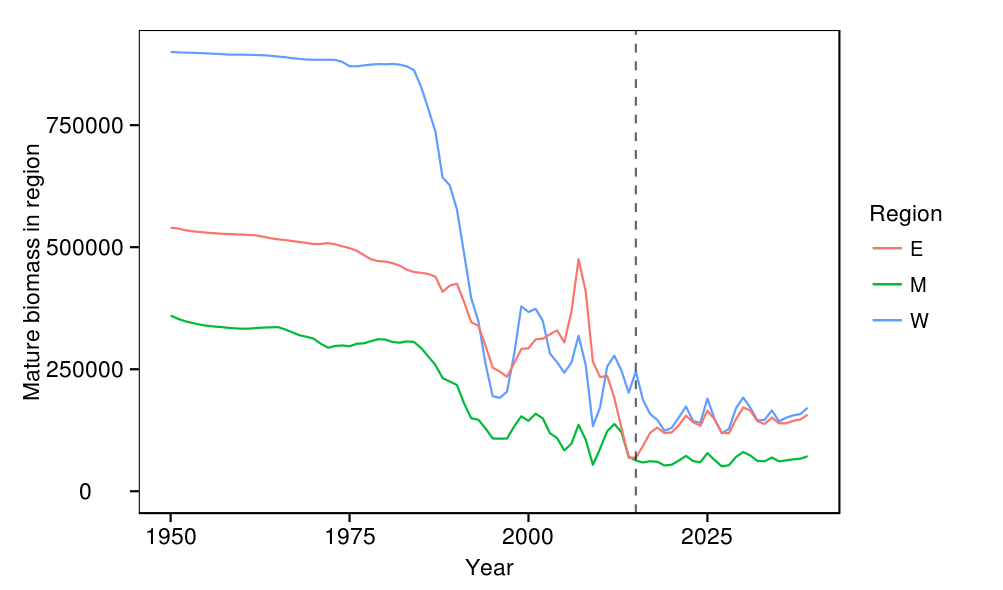 Mature biomass in region
750000
500000
250000
0
1950 1975 2000 2025
Year
Region
E
M
W